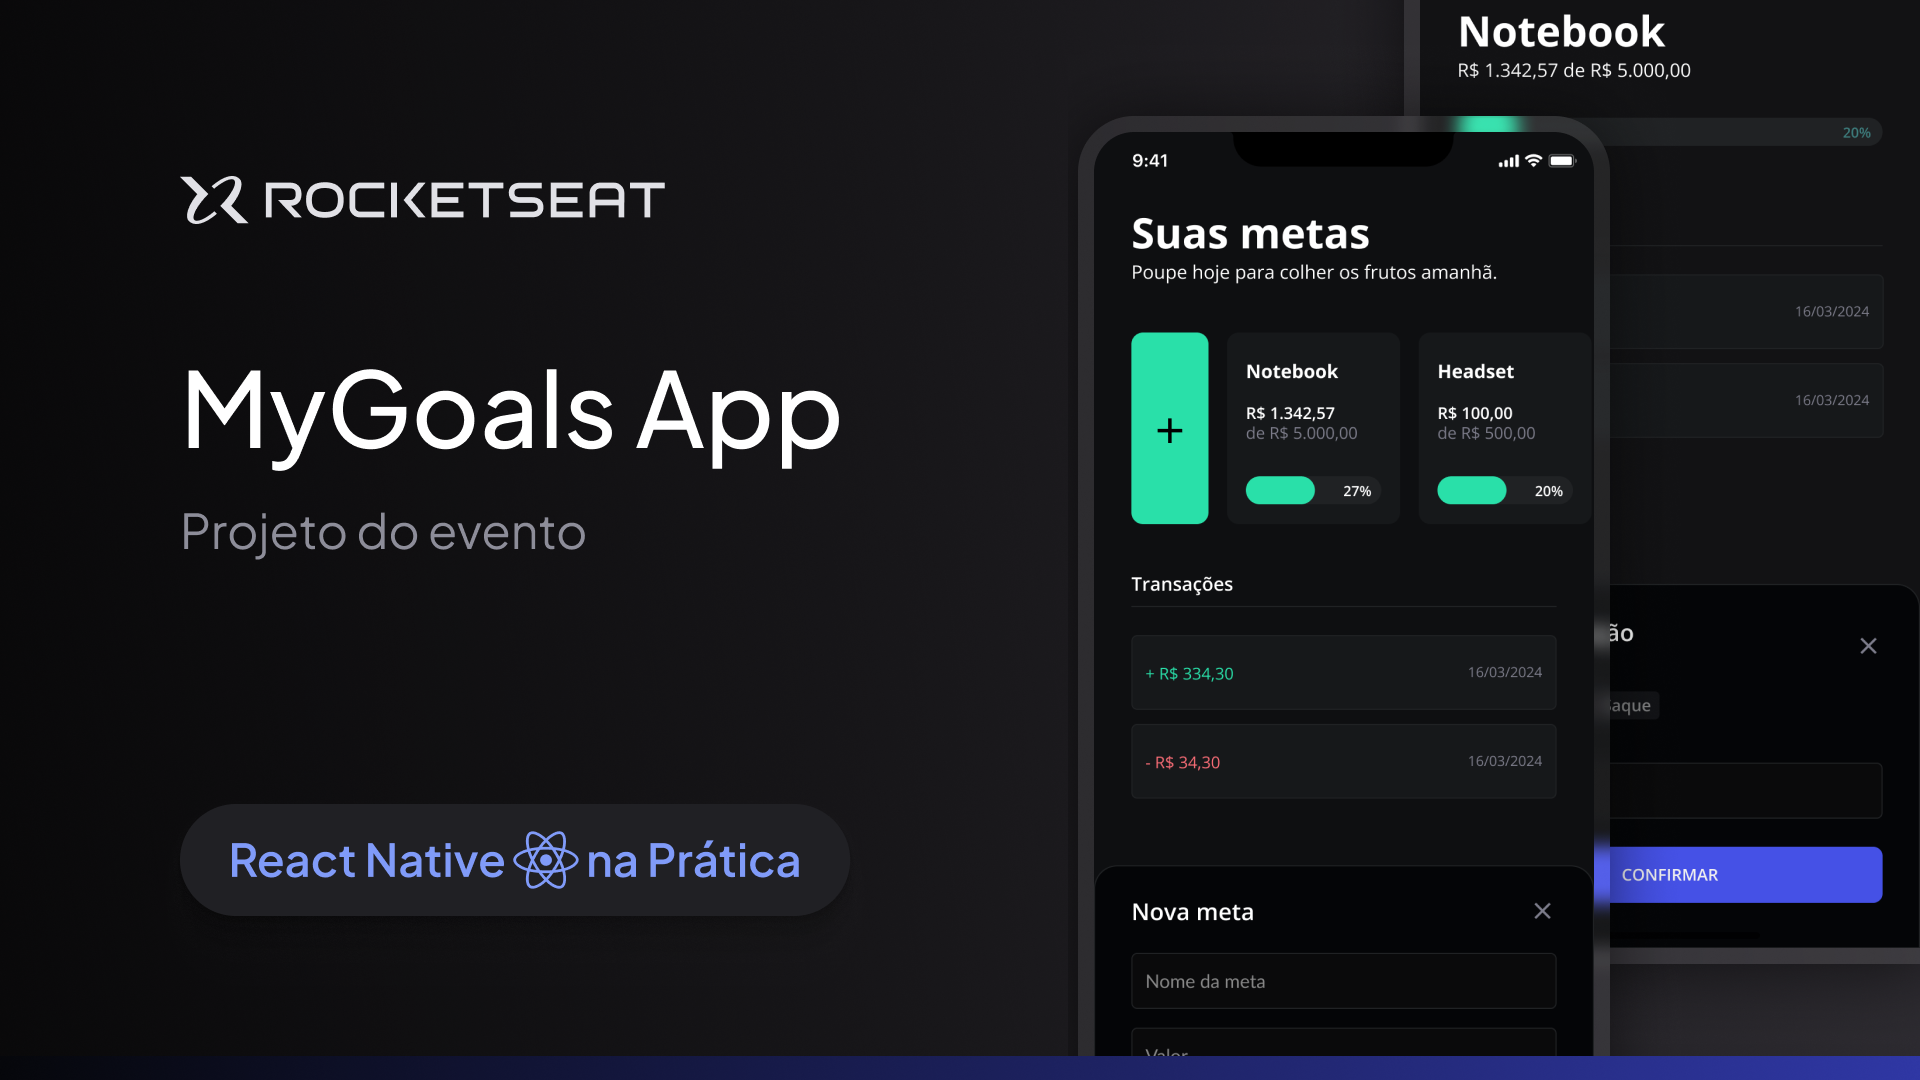 ROCKETSEAT
MyGoals App
Projeto do evento
React Native na Prática
9:41
Suas metas
Poupe hoje para colher os frutos amanhã.
+
Notebook
R$ 1.342,57
de R$ 5.000,00
27%
Headset
R$ 100,00
de R$ 500,00
20%
Transações
+ R$ 334,30
16/03/2024
- R$ 34,30
16/03/2024
Nova meta
Nome da meta
Valor
Notebook
R$ 1.342,57 de R$ 5.000,00
20%
16/03/2024
16/03/2024
CONFIRMAR